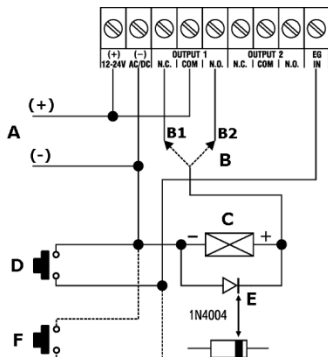 (+) (-) OUTPUT 1 OUTPUT 2 EG
12-24V AC/DC N.C. COM N.O. N.C. COM N.O. IN
(+)
A
B1 B2
B
(-)
C
- +
D
E
1N4004
F